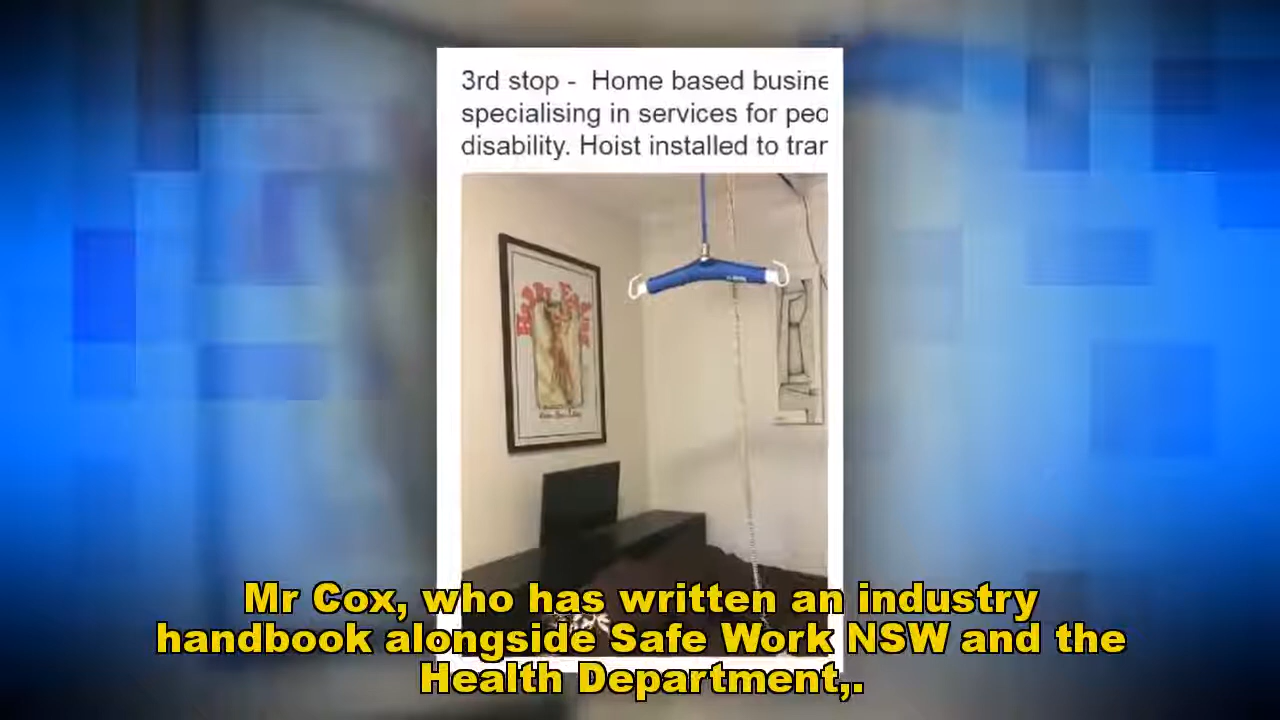 3rd stop - Home based busine
specialising in services for peo
disability. Hoist installed to tran
Mr Cox, who has written an industry
handbook alongside Safe Work NSW and the
Health Department,.